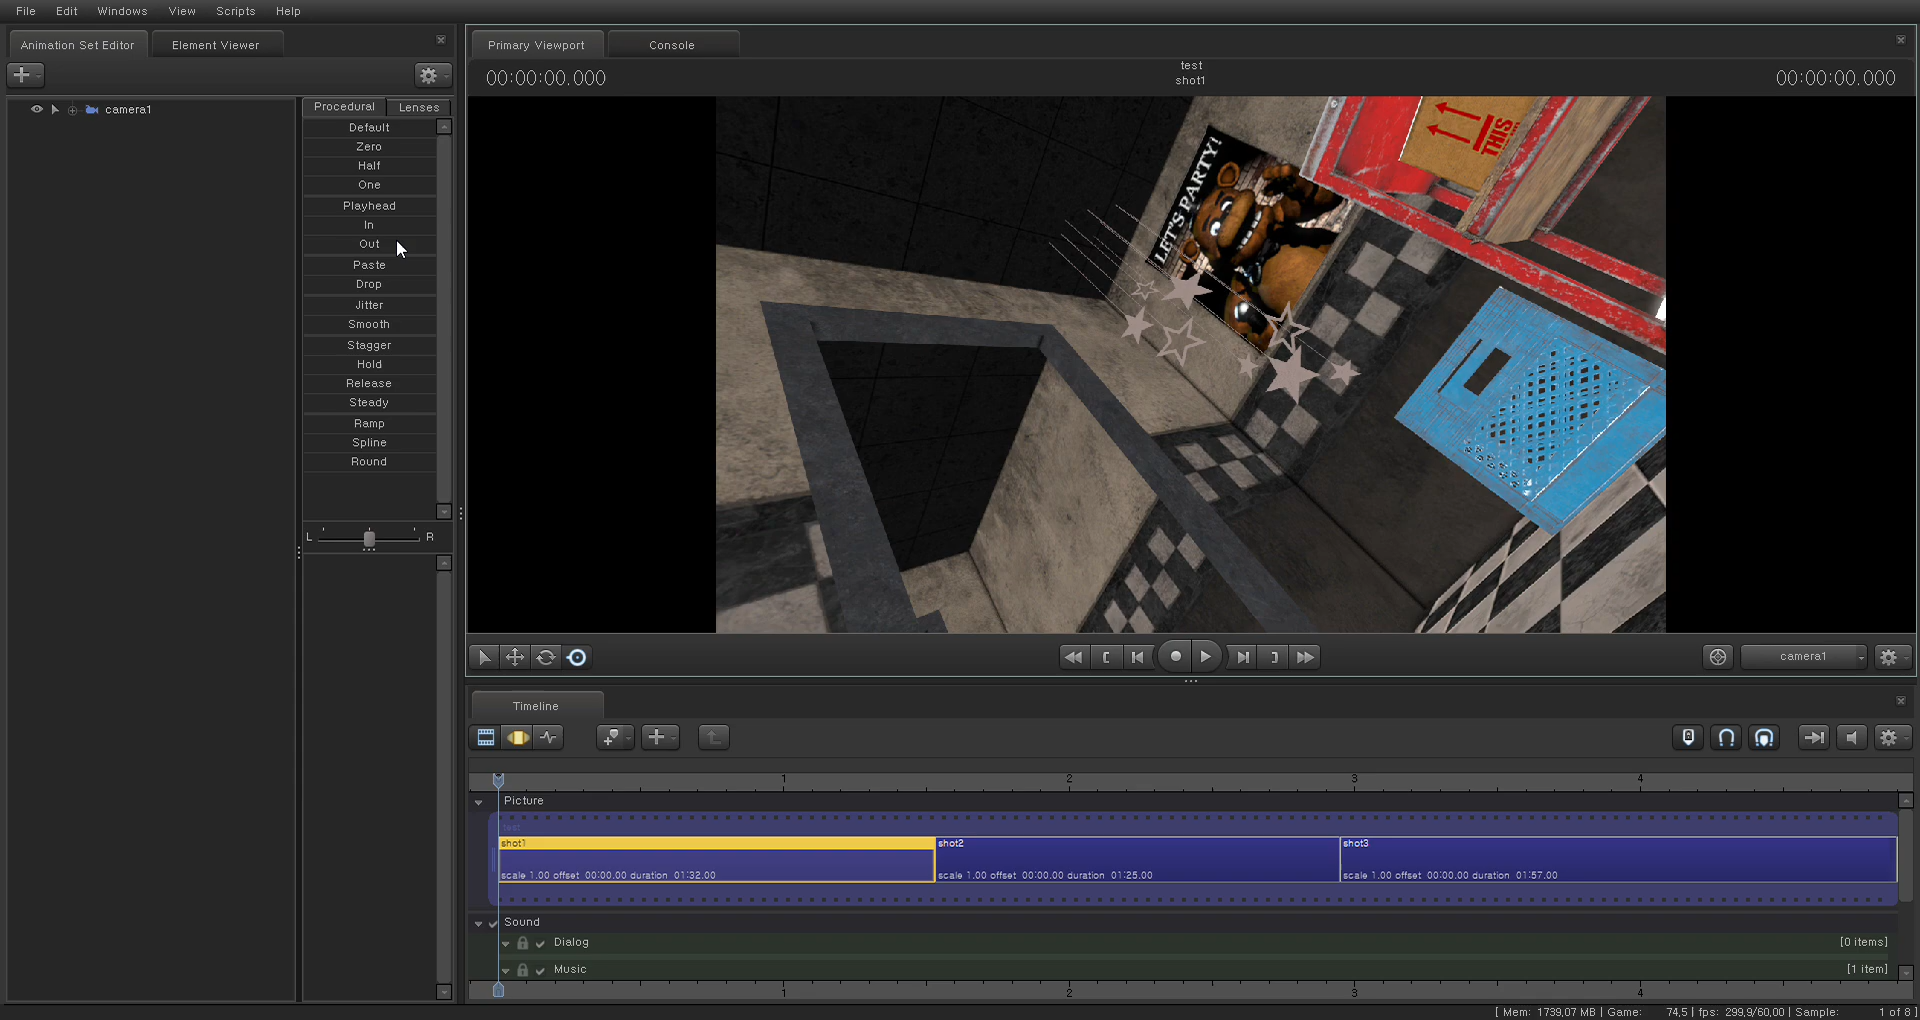 File Edit Windows View Scripts Help
Animation Set Editor Element Viewer
Primary Viewport Console
00:00:00.000
test
shot1
00:00:00.000
camera1
Procedural Lenses
Default
Zero
Half
One
Playhead
In
Out
Paste
Drop
Jitter
Smooth
Stagger
Hold
Release
Steady
Ramp
Spline
Round
L R
LET'S PARTY!
THIS...
camera1
Timeline
1 2 3 4
Picture
test
shot1 shot2 shot3
scale 1.00 offset 00:00.00 duration 01:32.00 scale 1.00 offset 00:00.00 duration 01:25.00 scale 1.00 offset 00:00.00 duration 01:57.00
Sound
Dialog [0 items]
Music [1 item]
1 2 3 4
[ Mem: 1739,07 MB | Game: 74,5 | fps: 299,9/60,00 | Sample: 1 of 8 ]